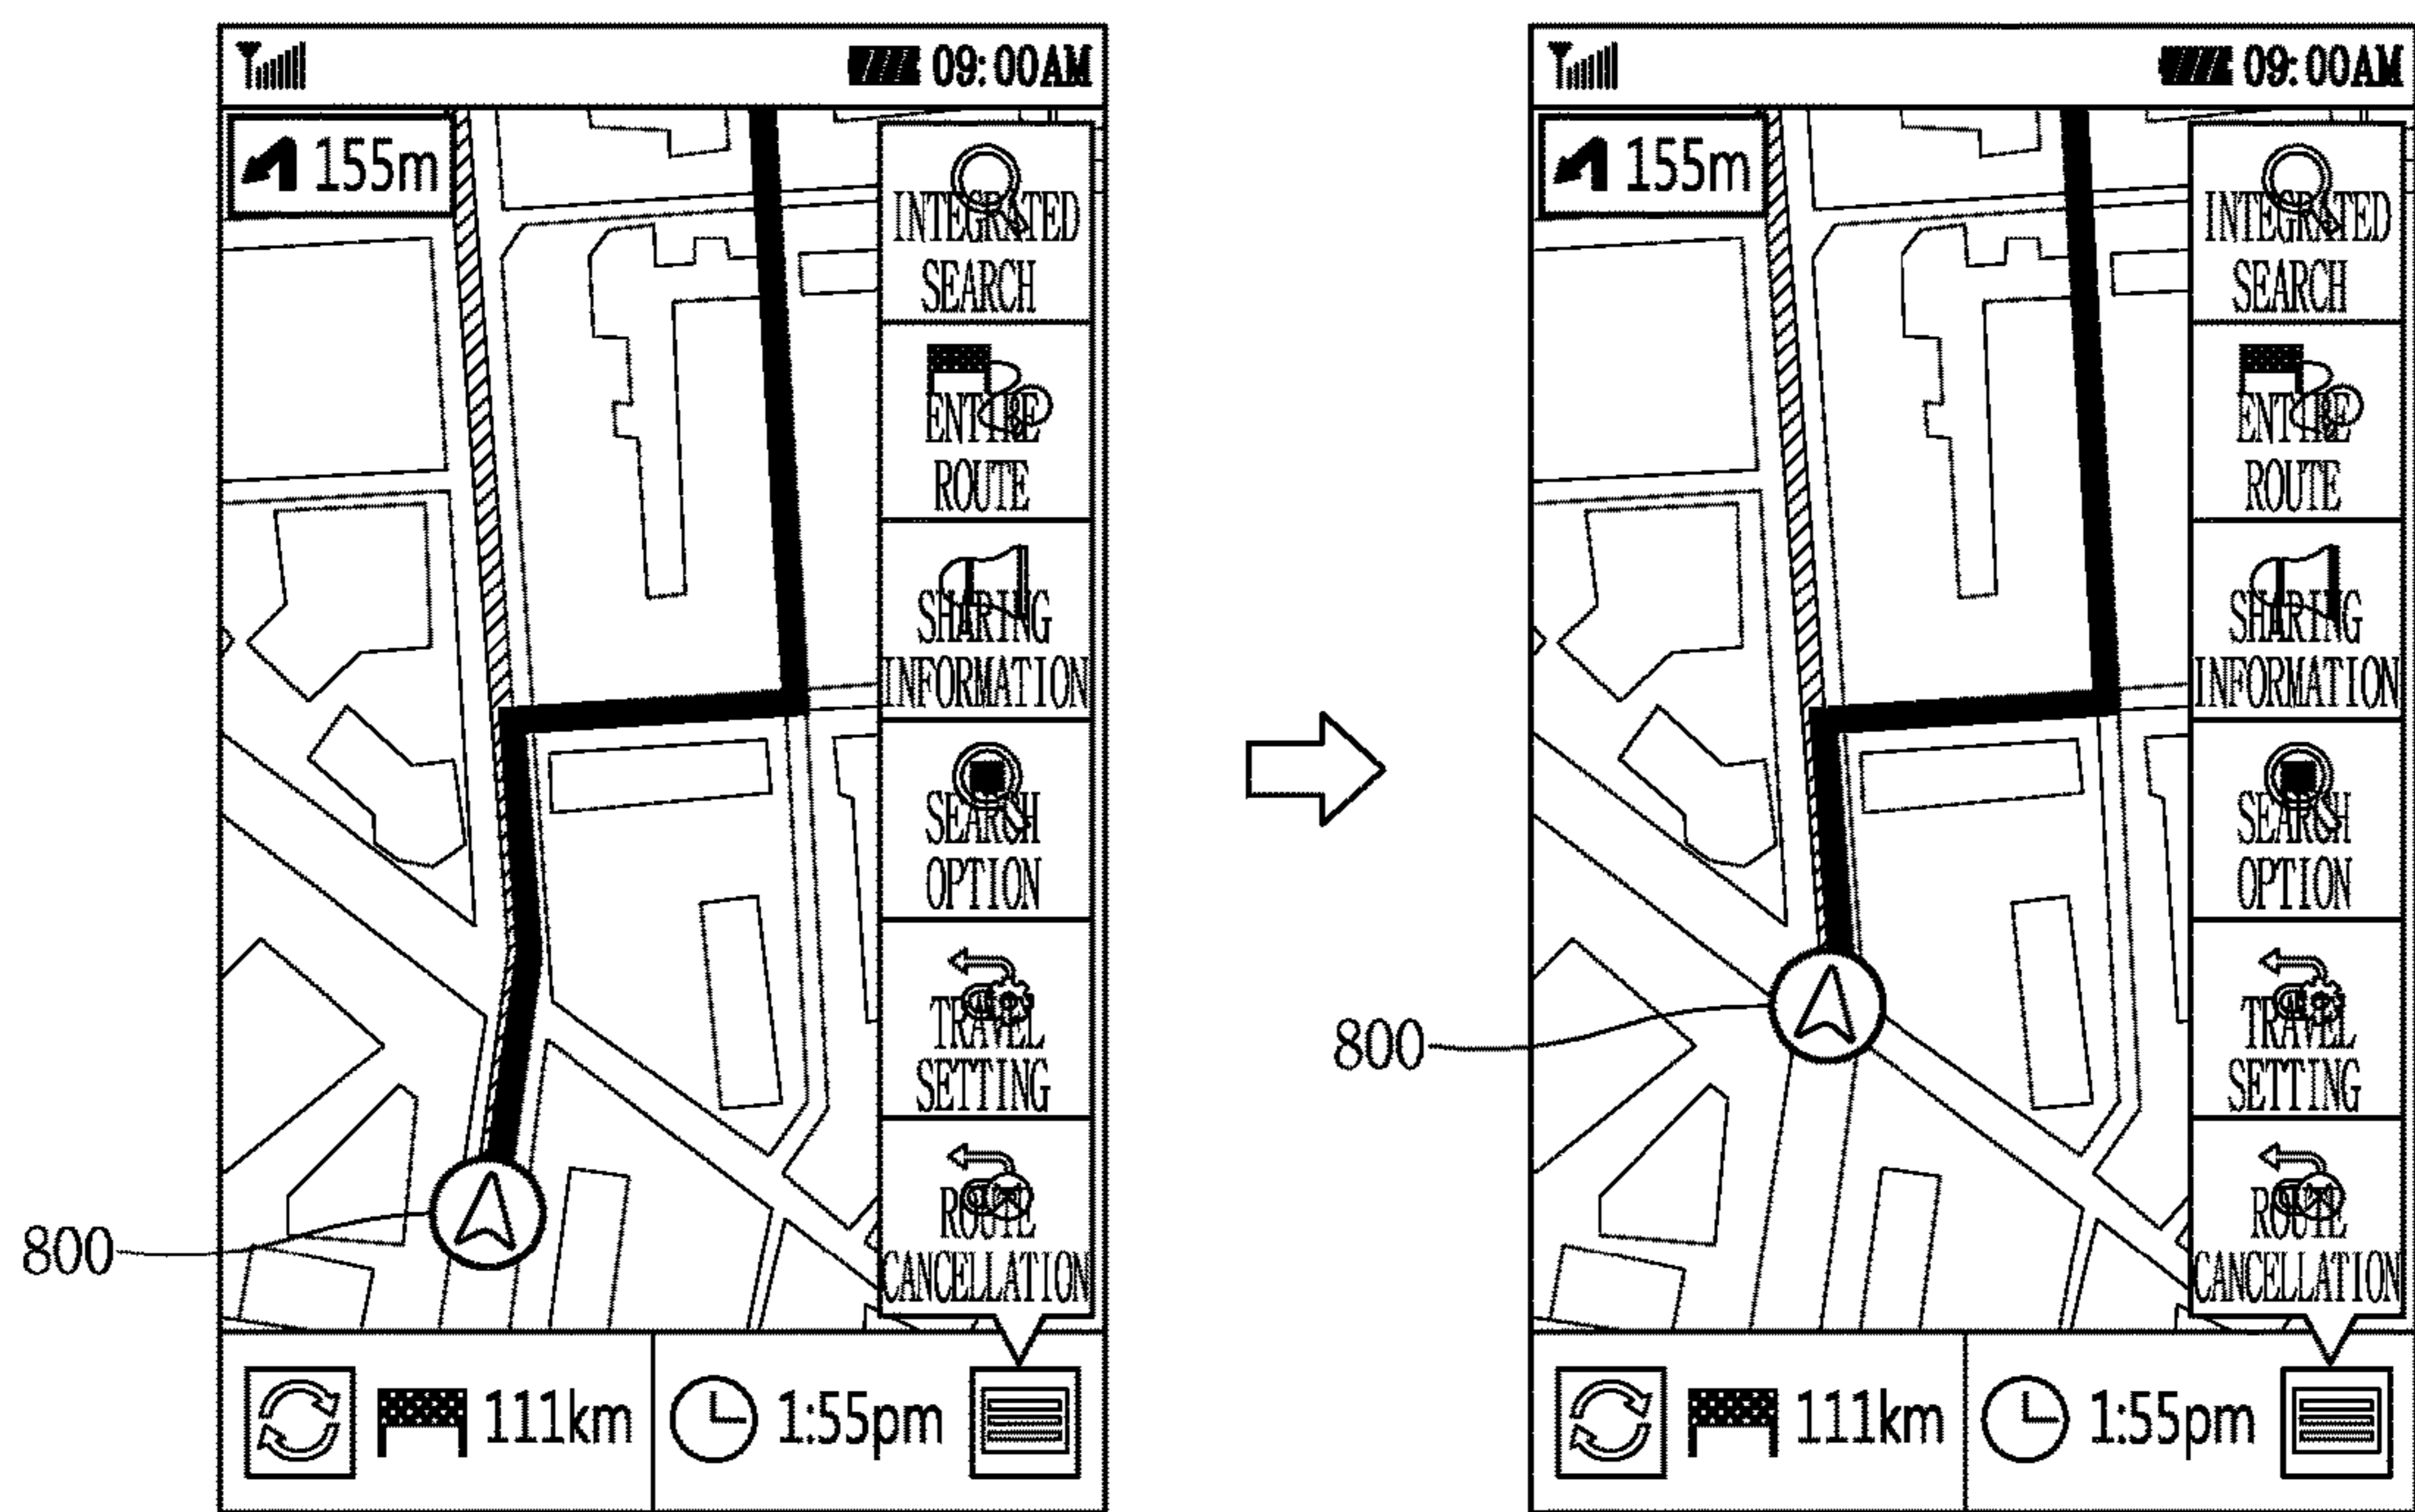 09:00AM
155m
INTEGRATED
SEARCH
ENTIRE
ROUTE
SHARING
INFORMATION
SEARCH
OPTION
TRAVEL
SETTING
ROUTE
CANCELLATION
800
111km
1:55pm
09:00AM
155m
INTEGRATED
SEARCH
ENTIRE
ROUTE
SHARING
INFORMATION
SEARCH
OPTION
TRAVEL
SETTING
ROUTE
CANCELLATION
800
111km
1:55pm